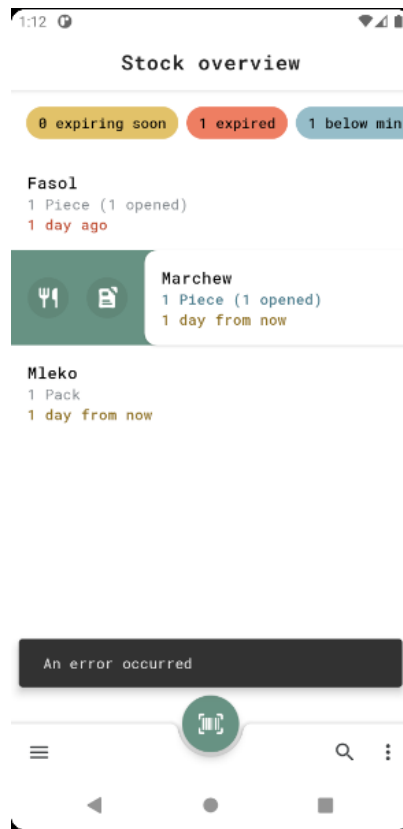 1:12
Stock overview
0 expiring soon
1 expired
1 below min
Fasol
1 Piece (1 opened)
1 day ago
Marchew
1 Piece (1 opened)
1 day from now
Mleko
1 Pack
1 day from now
An error occurred